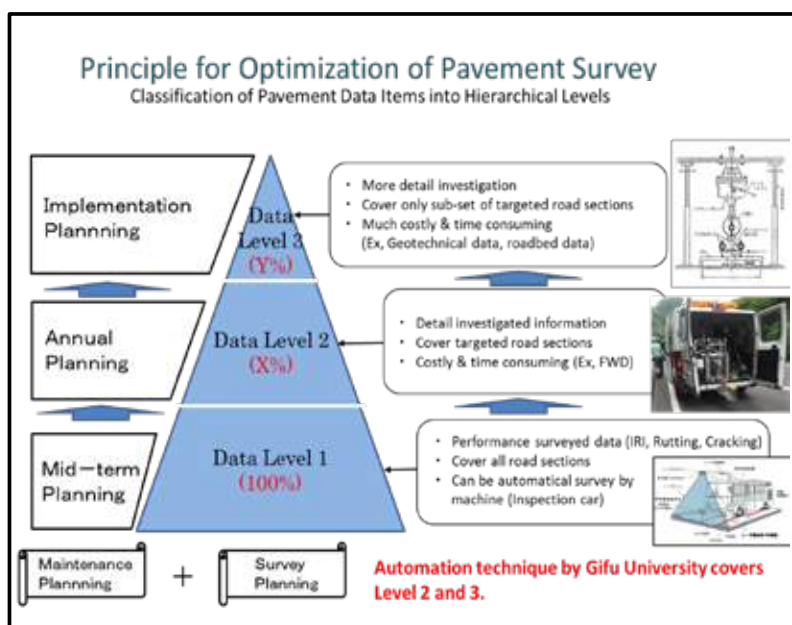 Principle for Optimization of Pavement Survey
Classification of Pavement Data Items into Hierarchical Levels
Implementation
Plannning
Data
Level 3
(Y%)
• More detail investigation
• Cover only sub-set of targeted road sections
• Much costly & time consuming
(Ex, Geotechnical data, roadbed data)
Annual
Planning
Data Level 2
(X%)
• Detail investigated information
• Cover targeted road sections
• Costly & time consuming (Ex, FWD)
Mid-term
Planning
Data Level 1
(100%)
• Performance surveyed data (IRI, Rutting, Cracking)
• Cover all road sections
• Can be automatical survey by
machine (Inspection car)
Maintenance
Plannning
+
Survey
Planning
Automation technique by Gifu University covers
Level 2 and 3.